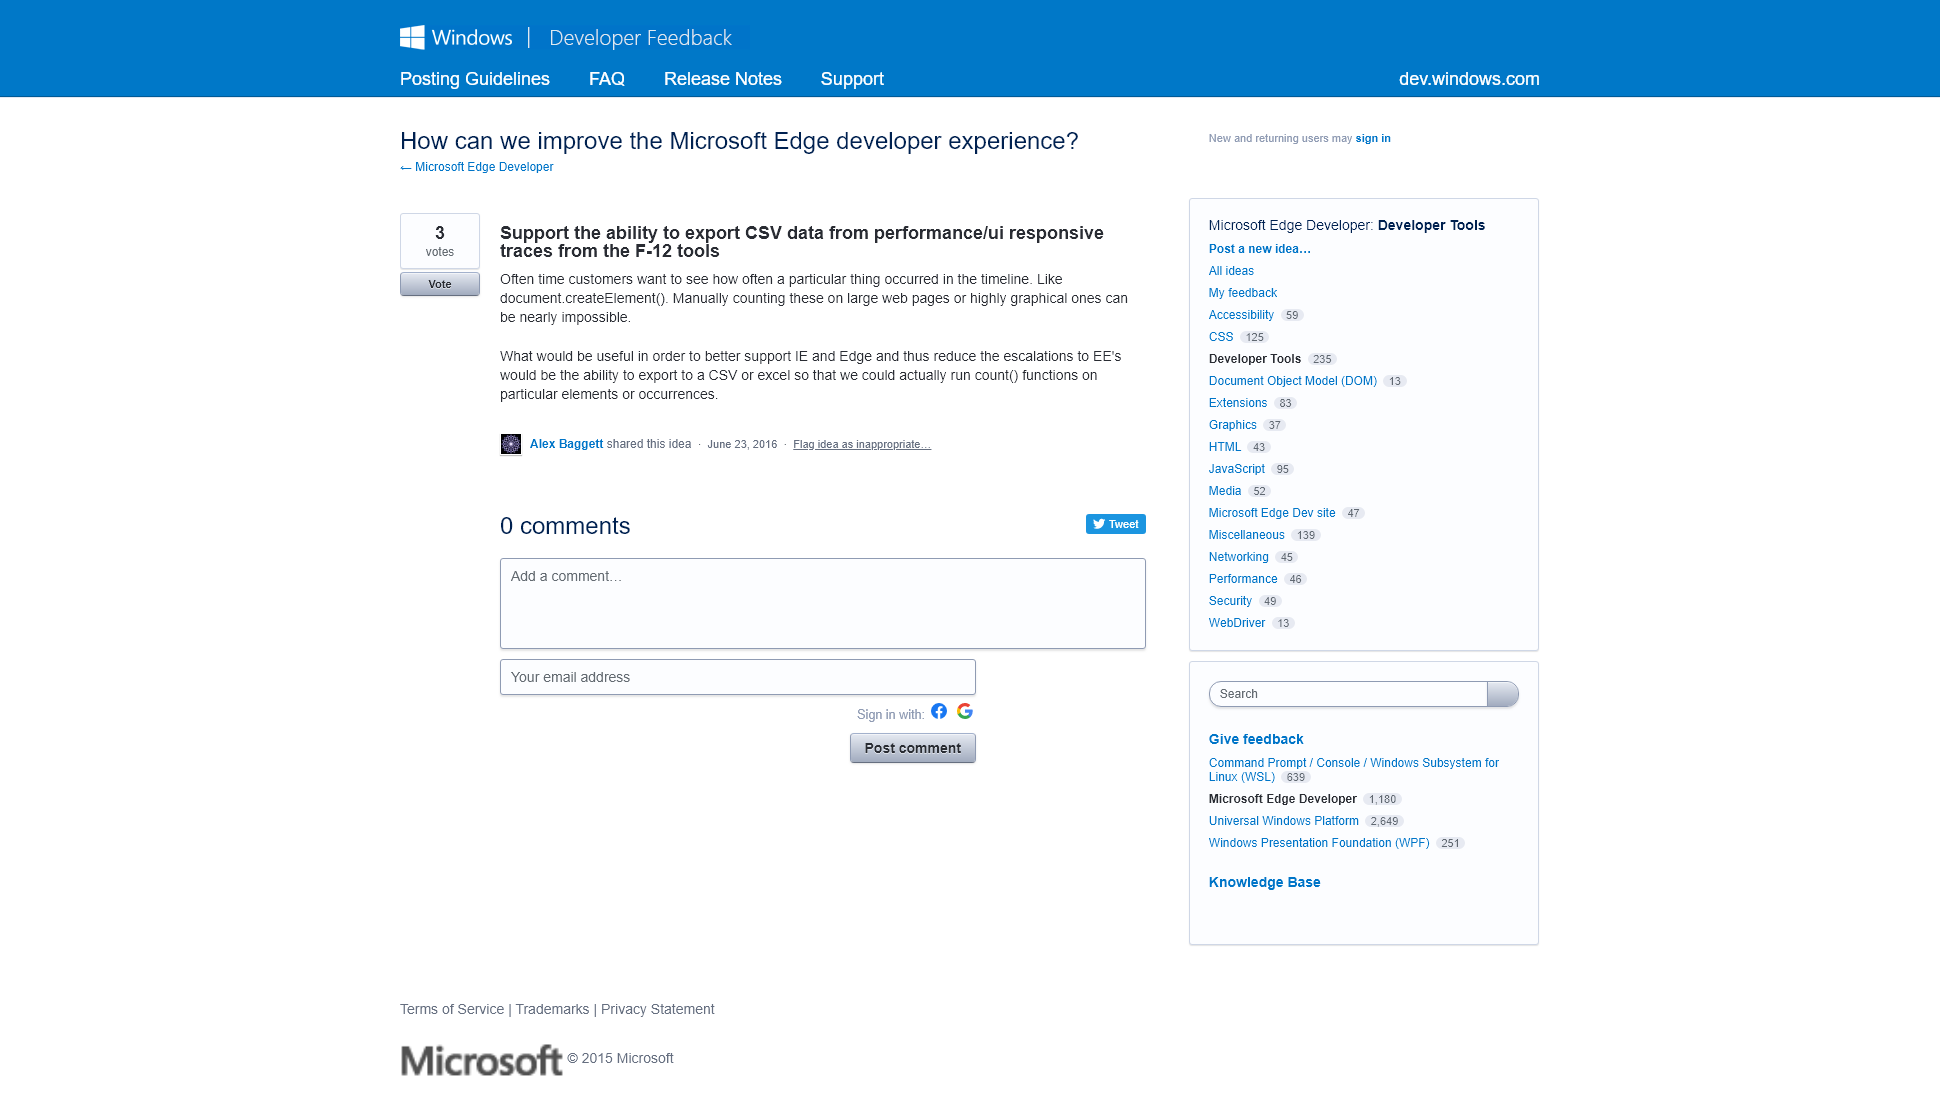 Windows | Developer Feedback
Posting Guidelines FAQ Release Notes Support dev.windows.com
How can we improve the Microsoft Edge developer experience?
← Microsoft Edge Developer
New and returning users may sign in
3
votes
Vote
Support the ability to export CSV data from performance/ui responsive
traces from the F-12 tools
Often time customers want to see how often a particular thing occurred in the timeline. Like
document.createElement(). Manually counting these on large web pages or highly graphical ones can
be nearly impossible.
What would be useful in order to better support IE and Edge and thus reduce the escalations to EE's
would be the ability to export to a CSV or excel so that we could actually run count() functions on
particular elements or occurrences.
Alex Baggett shared this idea · June 23, 2016 · Flag idea as inappropriate…
0 comments
Tweet
Add a comment…
Your email address
Sign in with:
Post comment
Microsoft Edge Developer: Developer Tools
Post a new idea…
All ideas
My feedback
Accessibility 59
CSS 125
Developer Tools 235
Document Object Model (DOM) 13
Extensions 83
Graphics 37
HTML 43
JavaScript 95
Media 52
Microsoft Edge Dev site 47
Miscellaneous 139
Networking 45
Performance 46
Security 49
WebDriver 13
Search
Give feedback
Command Prompt / Console / Windows Subsystem for
Linux (WSL) 639
Microsoft Edge Developer 1,180
Universal Windows Platform 2,649
Windows Presentation Foundation (WPF) 251
Knowledge Base
Terms of Service | Trademarks | Privacy Statement
Microsoft © 2015 Microsoft